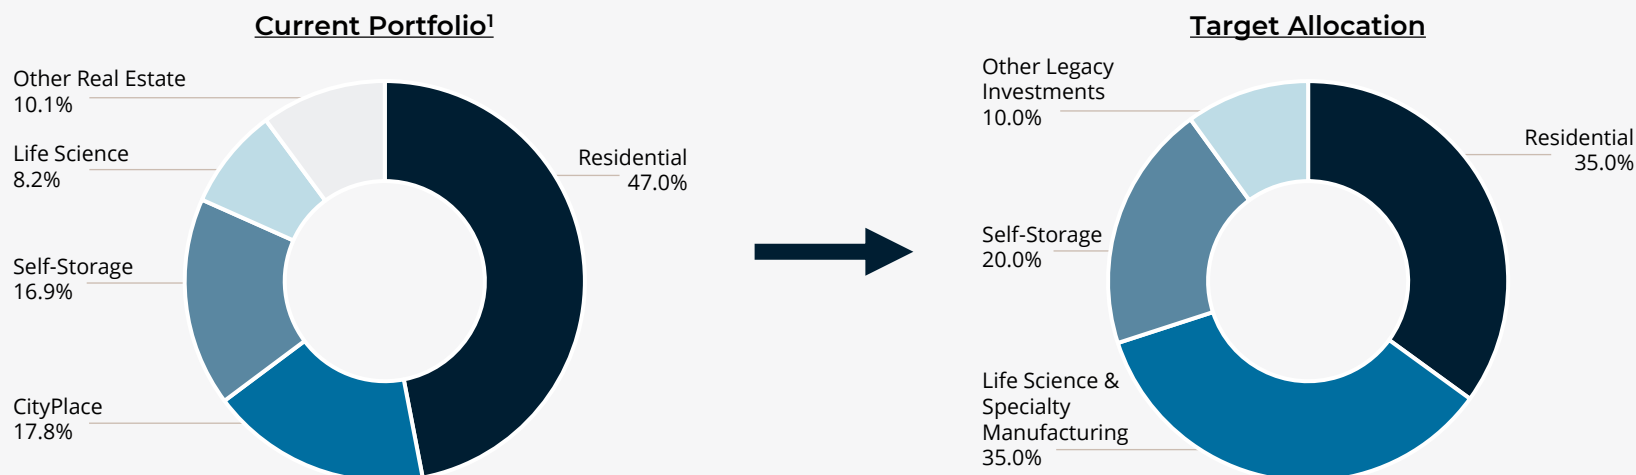 Current Portfolio¹
Other Real Estate
10.1%
Life Science
8.2%
Self-Storage
16.9%
CityPlace
17.8%
Residential
47.0%
Target Allocation
Other Legacy
Investments
10.0%
Self-Storage
20.0%
Life Science &
Specialty
Manufacturing
35.0%
Residential
35.0%